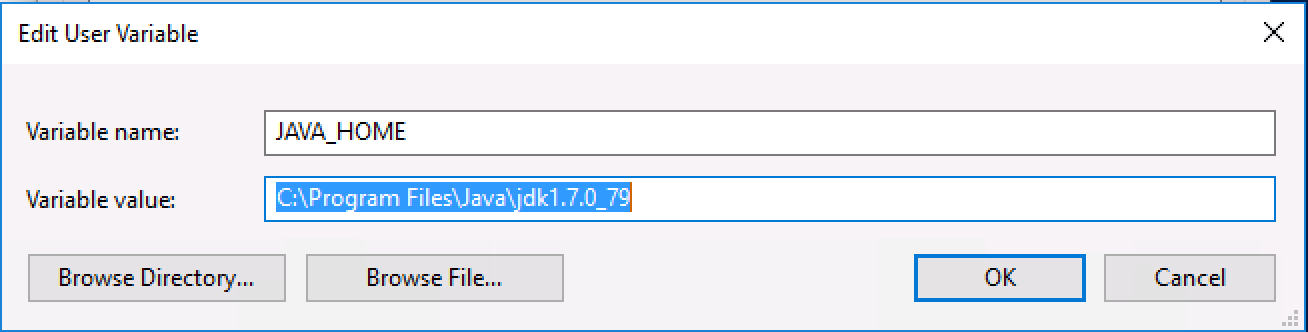 Edit User Variable
Variable name: JAVA_HOME
Variable value: C:\Program Files\Java\jdk1.7.0_79
Browse Directory... Browse File... OK Cancel